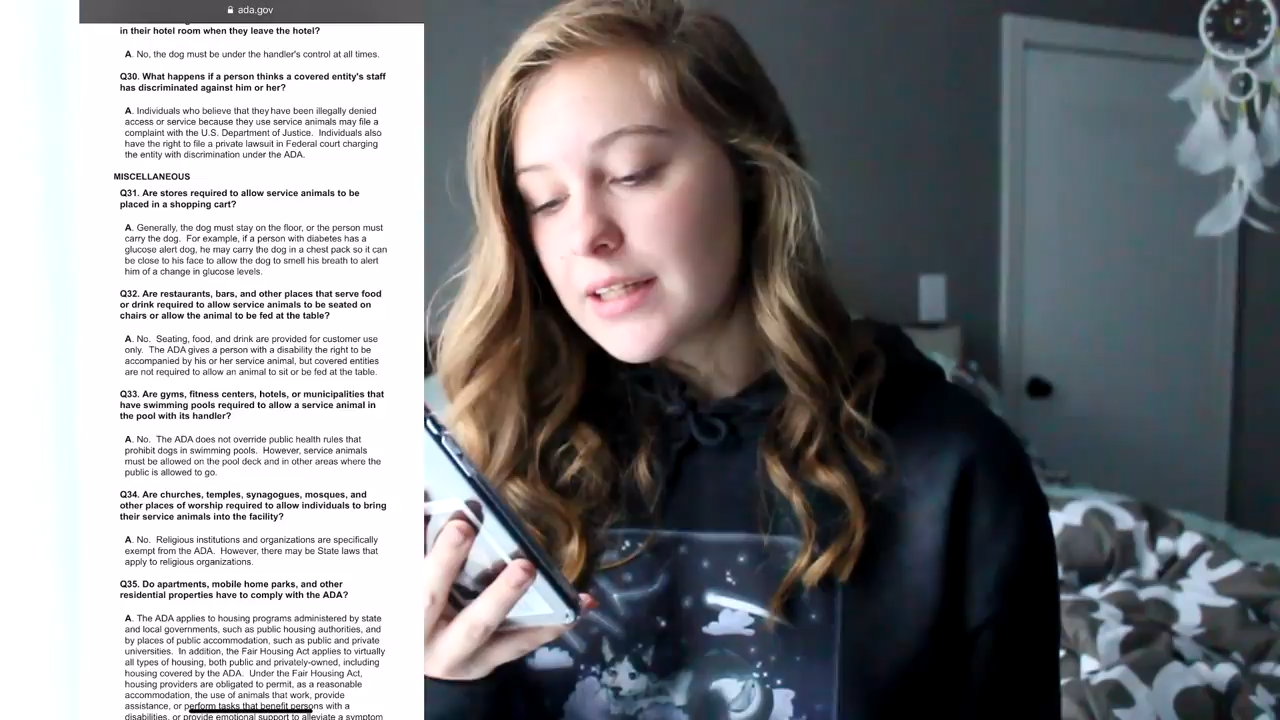 ada.gov
in their hotel room when they leave the hotel?
A. No, the dog must be under the handler's control at all times.
Q30. What happens if a person thinks a covered entity's staff
has discriminated against him or her?
A. Individuals who believe that they have been illegally denied
access or service because they use service animals may file a
complaint with the U.S. Department of Justice.  Individuals also
have the right to file a private lawsuit in Federal court charging
the entity with discrimination under the ADA.
MISCELLANEOUS
Q31. Are stores required to allow service animals to be
placed in a shopping cart?
A. Generally, the dog must stay on the floor, or the person must
carry the dog.  For example, if a person with diabetes has a
glucose alert dog, he may carry the dog in a chest pack so it can
be close to his face to allow the dog to smell his breath to alert
him of a change in glucose levels.
Q32. Are restaurants, bars, and other places that serve food
or drink required to allow service animals to be seated on
chairs or allow the animal to be fed at the table?
A. No.  Seating, food, and drink are provided for customer use
only.  The ADA gives a person with a disability the right to be
accompanied by his or her service animal, but covered entities
are not required to allow an animal to sit or be fed at the table.
Q33. Are gyms, fitness centers, hotels, or municipalities that
have swimming pools required to allow a service animal in
the pool with its handler?
A. No.  The ADA does not override public health rules that
prohibit dogs in swimming pools.  However, service animals
must be allowed on the pool deck and in other areas where the
public is allowed to go.
Q34. Are churches, temples, synagogues, mosques, and
other places of worship required to allow individuals to bring
their service animals into the facility?
A. No.  Religious institutions and organizations are specifically
exempt from the ADA.  However, there may be State laws that
apply to religious organizations.
Q35. Do apartments, mobile home parks, and other
residential properties have to comply with the ADA?
A. The ADA applies to housing programs administered by state
and local governments, such as public housing authorities, and
by places of public accommodation, such as public and private
universities.  In addition, the Fair Housing Act applies to virtually
all types of housing, both public and privately-owned, including
housing covered by the ADA.  Under the Fair Housing Act,
housing providers are obligated to permit, as a reasonable
accommodation, the use of animals that work, provide
assistance, or perform tasks that benefit persons with a
disabilities, or provide emotional support to alleviate a symptom